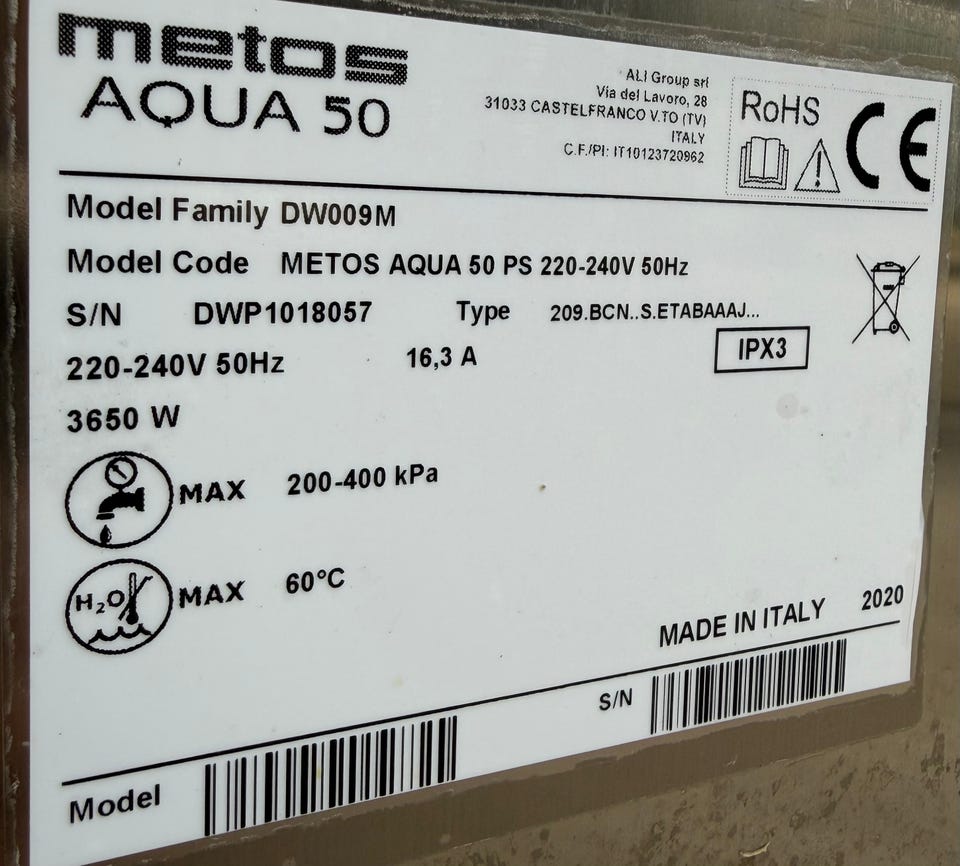 metos
AQUA 50
ALI Group srl
Via del Lavoro, 28
31033 CASTELFRANCO V.TO (TV)
ITALY
C.F./PI: IT10123720962
RoHS
CE
Model Family DW009M
Model Code METOS AQUA 50 PS 220-240V 50Hz
S/N DWP1018057 Type 209.BCN..S.ETABAAAJ...
220-240V 50Hz 16,3 A IPX3
3650 W
MAX 200-400 kPa
H₂O MAX 60°C
MADE IN ITALY 2020
S/N
Model